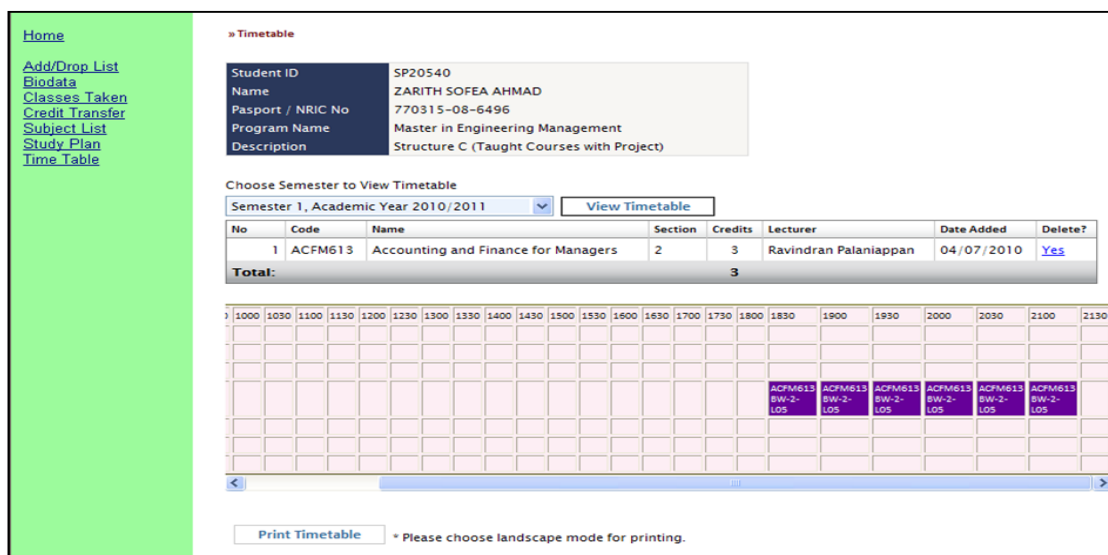 Home
Add/Drop List
Biodata
Classes Taken
Credit Transfer
Subject List
Study Plan
Time Table
» Timetable
Student ID SP20540
Name ZARITH SOFEA AHMAD
Pasport / NRIC No 770315-08-6496
Program Name Master in Engineering Management
Description Structure C (Taught Courses with Project)
Choose Semester to View Timetable
Semester 1, Academic Year 2010/2011 View Timetable
No Code Name Section Credits Lecturer Date Added Delete?
1 ACFM613 Accounting and Finance for Managers 2 3 Ravindran Palaniappan 04/07/2010 Yes
Total: 3
1000 1030 1100 1130 1200 1230 1300 1330 1400 1430 1500 1530 1600 1630 1700 1730 1800 1830 1900 1930 2000 2030 2100 2130
ACFM613 ACFM613 ACFM613 ACFM613 ACFM613 ACFM613
BW-2- BW-2- BW-2- BW-2- BW-2- BW-2-
L05 L05 L05 L05 L05 L05
Print Timetable * Please choose landscape mode for printing.